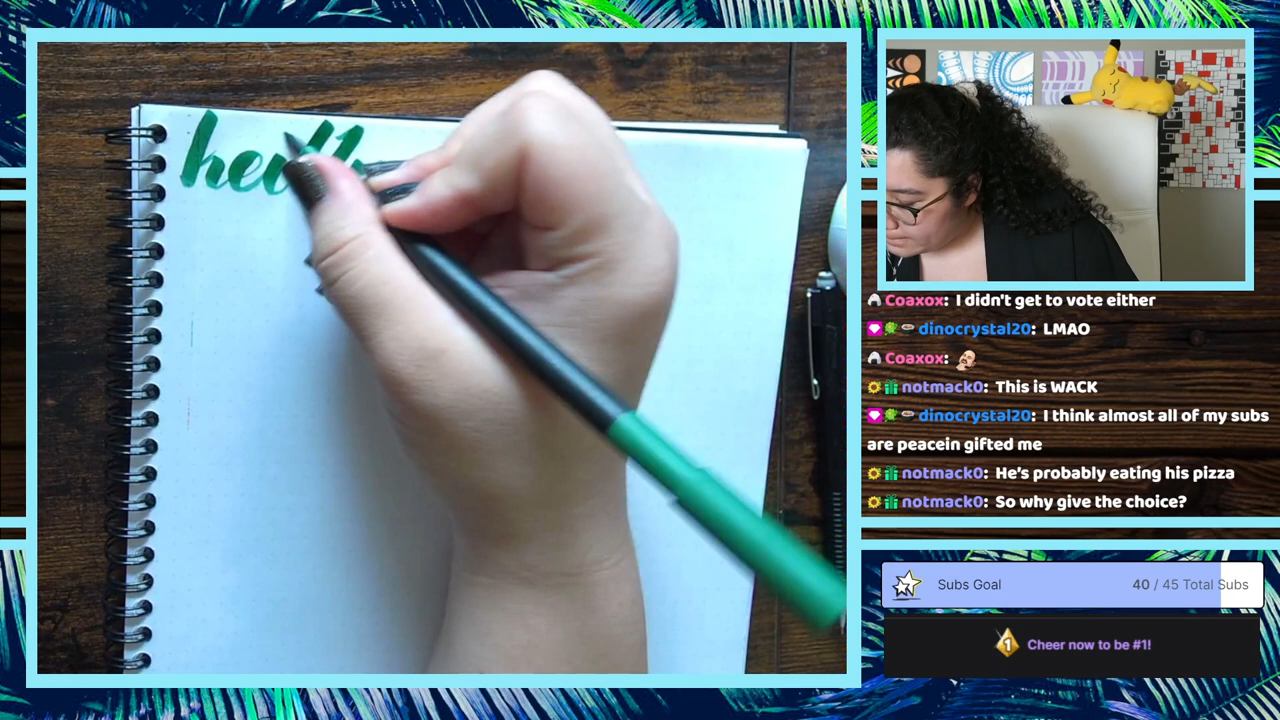 Coaxox: I didn't get to vote either
dinocrystal20: LMAO
Coaxox:
notmack0: This is WACK
dinocrystal20: I think almost all of my subs
are peacein gifted me
notmack0: He's probably eating his pizza
notmack0: So why give the choice?
Subs Goal 40 / 45 Total Subs
1 Cheer now to be #1!